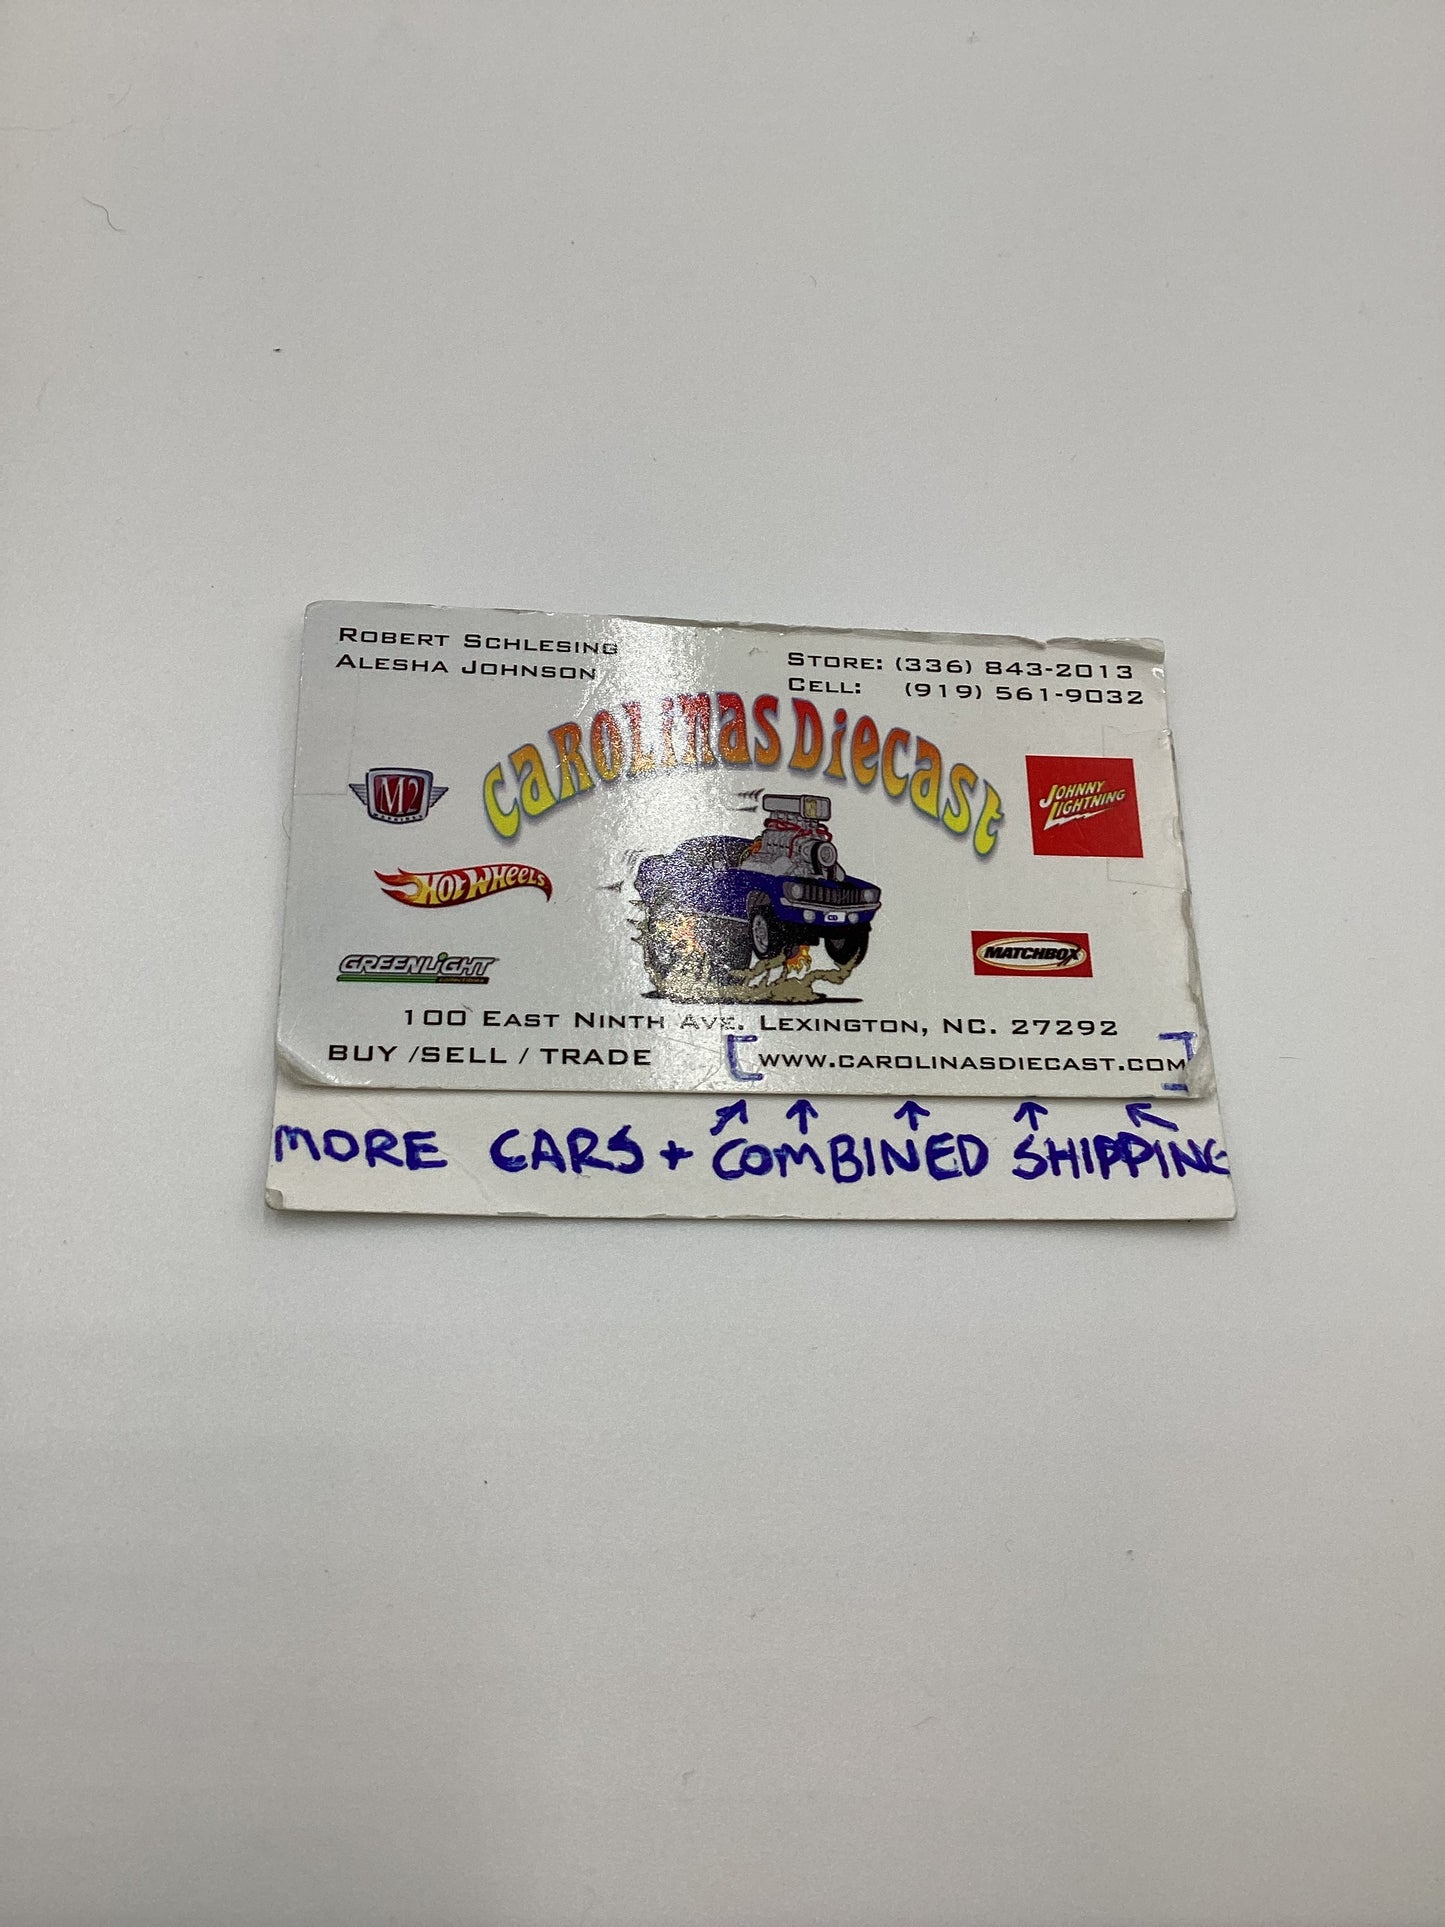 ROBERT SCHLESING
ALESHA JOHNSON
STORE: (336) 843-2013
CELL: (919) 561-9032
CAROLINAS DIECAST
M2
MACHINES
JOHNNY
LIGHTNING
HOT WHEELS
MATCHBOX
GREENLIGHT
CD
100 EAST NINTH AVE. LEXINGTON, NC. 27292
BUY /SELL / TRADE
[WWW.CAROLINASDIECAST.COM]
MORE CARS + COMBINED SHIPPING